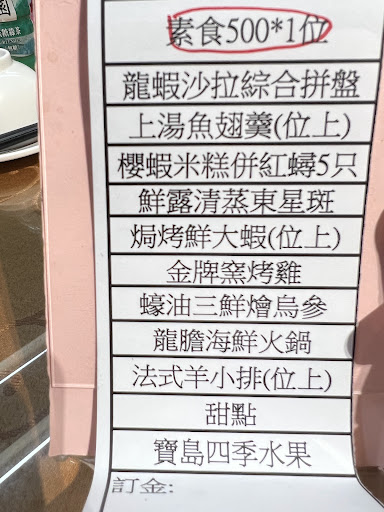 素食500*1位
龍蝦沙拉綜合拼盤
上湯魚翅羹(位上)
櫻蝦米糕併紅蟳5只
鮮露清蒸東星斑
焗烤鮮大蝦(位上)
金牌窯烤雞
蠔油三鮮燴烏參
龍膽海鮮火鍋
法式羊小排(位上)
甜點
寶島四季水果
訂金: